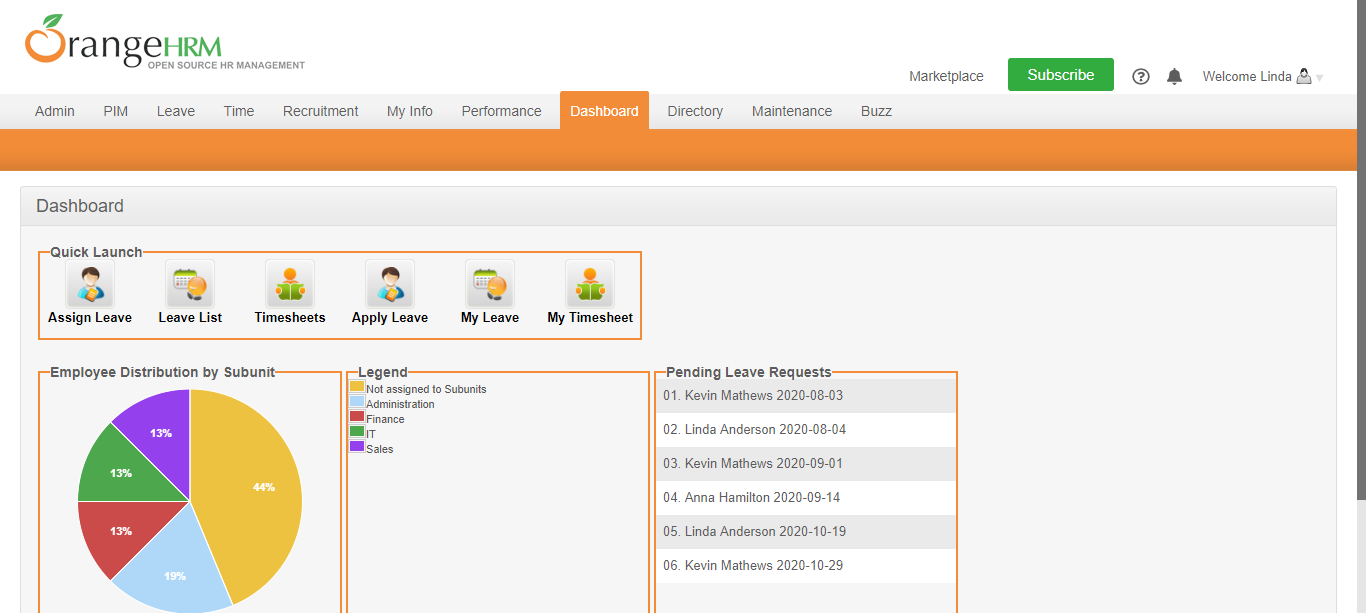 OrangeHRM
OPEN SOURCE HR MANAGEMENT
Marketplace
Subscribe
?
Welcome Linda
Admin
PIM
Leave
Time
Recruitment
My Info
Performance
Dashboard
Directory
Maintenance
Buzz
Dashboard
Quick Launch
Assign Leave
Leave List
Timesheets
Apply Leave
My Leave
My Timesheet
Employee Distribution by Subunit
13%
44%
13%
13%
19%
Legend
Not assigned to Subunits
Administration
Finance
IT
Sales
Pending Leave Requests
01. Kevin Mathews 2020-08-03
02. Linda Anderson 2020-08-04
03. Kevin Mathews 2020-09-01
04. Anna Hamilton 2020-09-14
05. Linda Anderson 2020-10-19
06. Kevin Mathews 2020-10-29